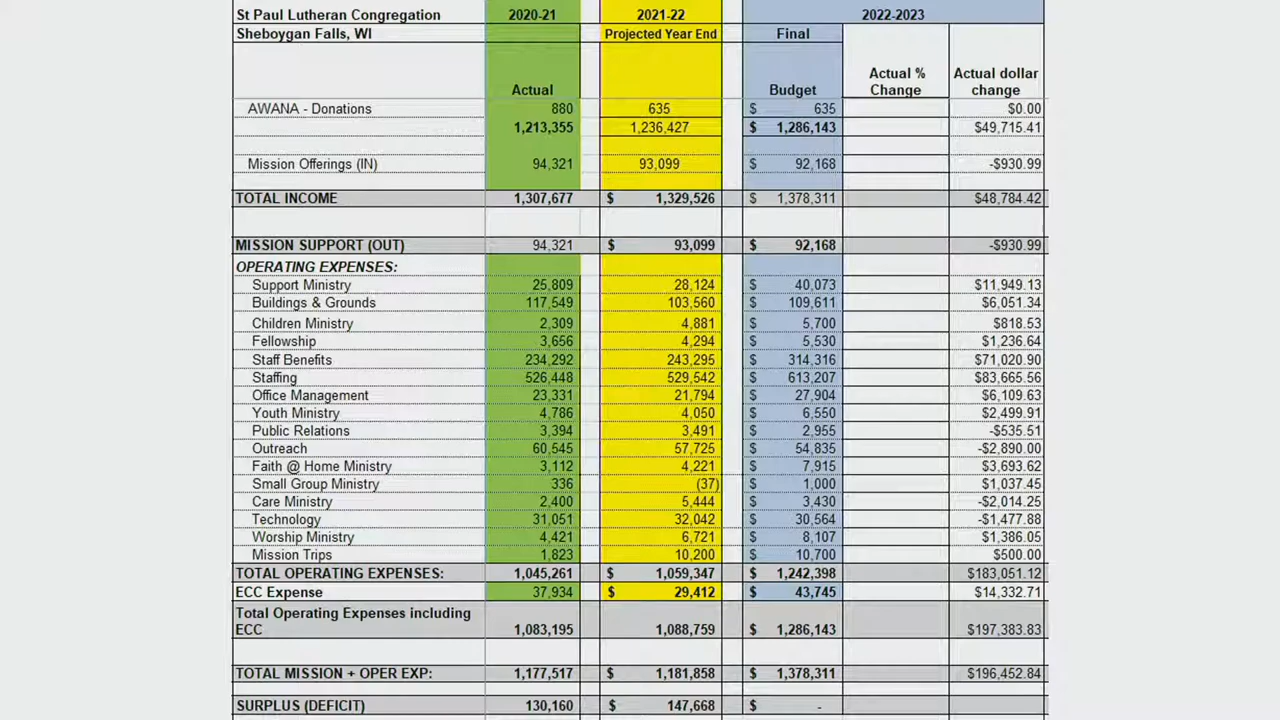 St Paul Lutheran Congregation 2020-21 2021-22 2022-2023
Sheboygan Falls, WI Projected Year End Final
Actual Budget Actual % Change Actual dollar change
AWANA - Donations 880 635 $ 635 $0.00
1,213,355 1,236,427 $ 1,286,143 $49,715.41
Mission Offerings (IN) 94,321 93,099 $ 92,168 -$930.99
TOTAL INCOME 1,307,677 $ 1,329,526 $ 1,378,311 $48,784.42
MISSION SUPPORT (OUT) 94,321 $ 93,099 $ 92,168 -$930.99
OPERATING EXPENSES:
Support Ministry 25,809 28,124 $ 40,073 $11,949.13
Buildings & Grounds 117,549 103,560 $ 109,611 $6,051.34
Children Ministry 2,309 4,881 $ 5,700 $818.53
Fellowship 3,656 4,294 $ 5,530 $1,236.64
Staff Benefits 234,292 243,295 $ 314,316 $71,020.90
Staffing 526,448 529,542 $ 613,207 $83,665.56
Office Management 23,331 21,794 $ 27,904 $6,109.63
Youth Ministry 4,786 4,050 $ 6,550 $2,499.91
Public Relations 3,394 3,491 $ 2,955 -$535.51
Outreach 60,545 57,725 $ 54,835 -$2,890.00
Faith @ Home Ministry 3,112 4,221 $ 7,915 $3,693.62
Small Group Ministry 336 (37) $ 1,000 $1,037.45
Care Ministry 2,400 5,444 $ 3,430 -$2,014.25
Technology 31,051 32,042 $ 30,564 -$1,477.88
Worship Ministry 4,421 6,721 $ 8,107 $1,386.05
Mission Trips 1,823 10,200 $ 10,700 $500.00
TOTAL OPERATING EXPENSES: 1,045,261 $ 1,059,347 $ 1,242,398 $183,051.12
ECC Expense 37,934 $ 29,412 $ 43,745 $14,332.71
Total Operating Expenses including
ECC 1,083,195 1,088,759 $ 1,286,143 $197,383.83
TOTAL MISSION + OPER EXP: 1,177,517 $ 1,181,858 $ 1,378,311 $196,452.84
SURPLUS (DEFICIT) 130,160 $ 147,668 $ -